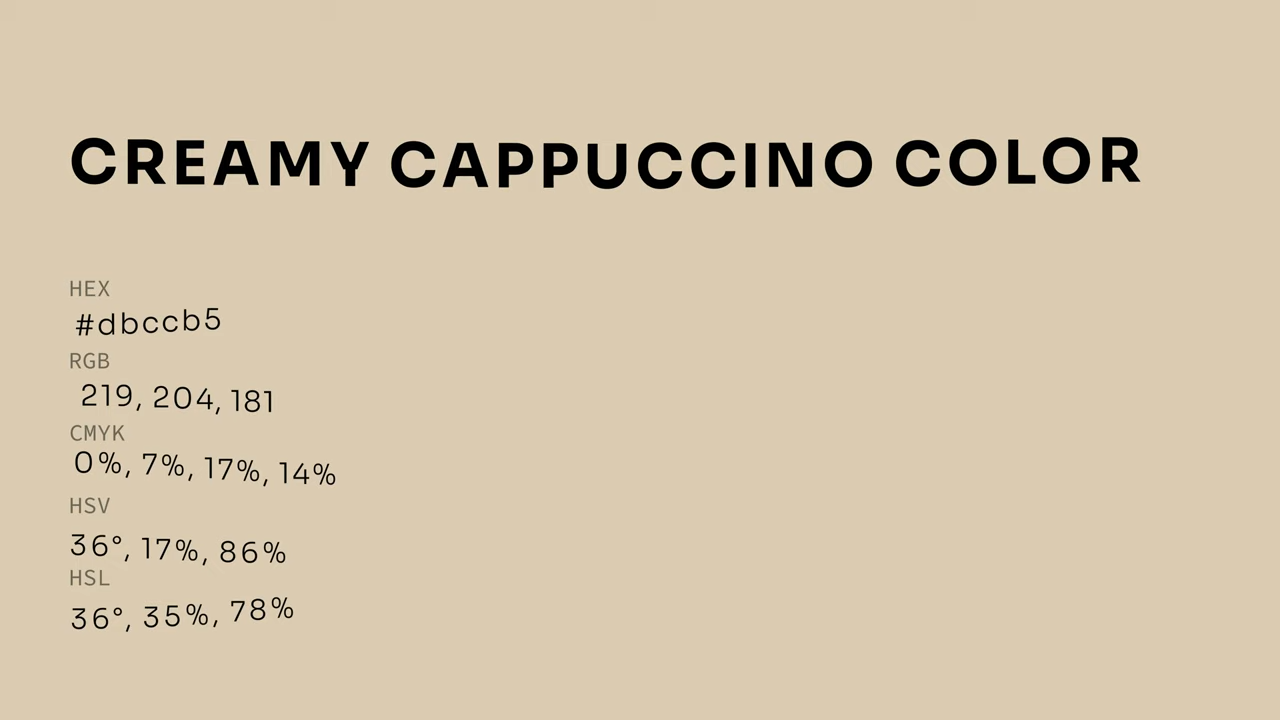 CREAMY CAPPUCCINO COLOR
HEX
#dbccb5
RGB
219, 204, 181
CMYK
0%, 7%, 17%, 14%
HSV
36°, 17%, 86%
HSL
36°, 35%, 78%